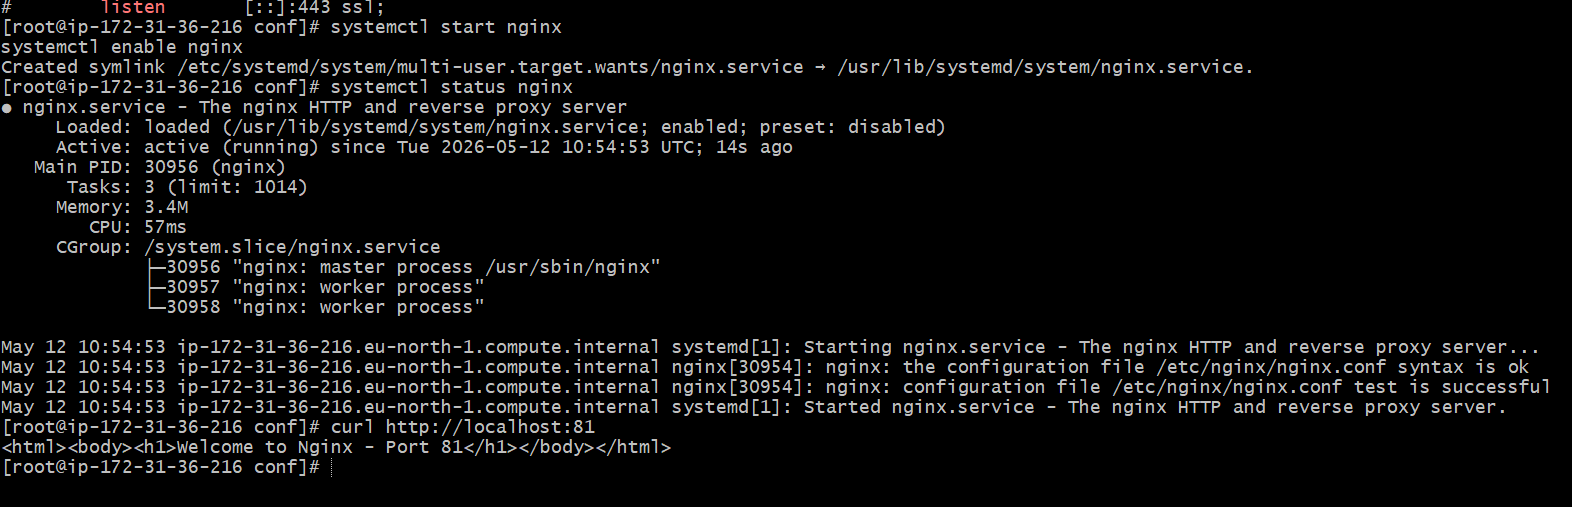 #        listen       [::]:443 ssl;
[root@ip-172-31-36-216 conf]# systemctl start nginx
systemctl enable nginx
Created symlink /etc/systemd/system/multi-user.target.wants/nginx.service → /usr/lib/systemd/system/nginx.service.
[root@ip-172-31-36-216 conf]# systemctl status nginx
● nginx.service - The nginx HTTP and reverse proxy server
     Loaded: loaded (/usr/lib/systemd/system/nginx.service; enabled; preset: disabled)
     Active: active (running) since Tue 2026-05-12 10:54:53 UTC; 14s ago
   Main PID: 30956 (nginx)
      Tasks: 3 (limit: 1014)
     Memory: 3.4M
        CPU: 57ms
     CGroup: /system.slice/nginx.service
             ├─30956 "nginx: master process /usr/sbin/nginx"
             ├─30957 "nginx: worker process"
             └─30958 "nginx: worker process"

May 12 10:54:53 ip-172-31-36-216.eu-north-1.compute.internal systemd[1]: Starting nginx.service - The nginx HTTP and reverse proxy server...
May 12 10:54:53 ip-172-31-36-216.eu-north-1.compute.internal nginx[30954]: nginx: the configuration file /etc/nginx/nginx.conf syntax is ok
May 12 10:54:53 ip-172-31-36-216.eu-north-1.compute.internal nginx[30954]: nginx: configuration file /etc/nginx/nginx.conf test is successful
May 12 10:54:53 ip-172-31-36-216.eu-north-1.compute.internal systemd[1]: Started nginx.service - The nginx HTTP and reverse proxy server.
[root@ip-172-31-36-216 conf]# curl http://localhost:81
<html><body><h1>Welcome to Nginx - Port 81</h1></body></html>
[root@ip-172-31-36-216 conf]#